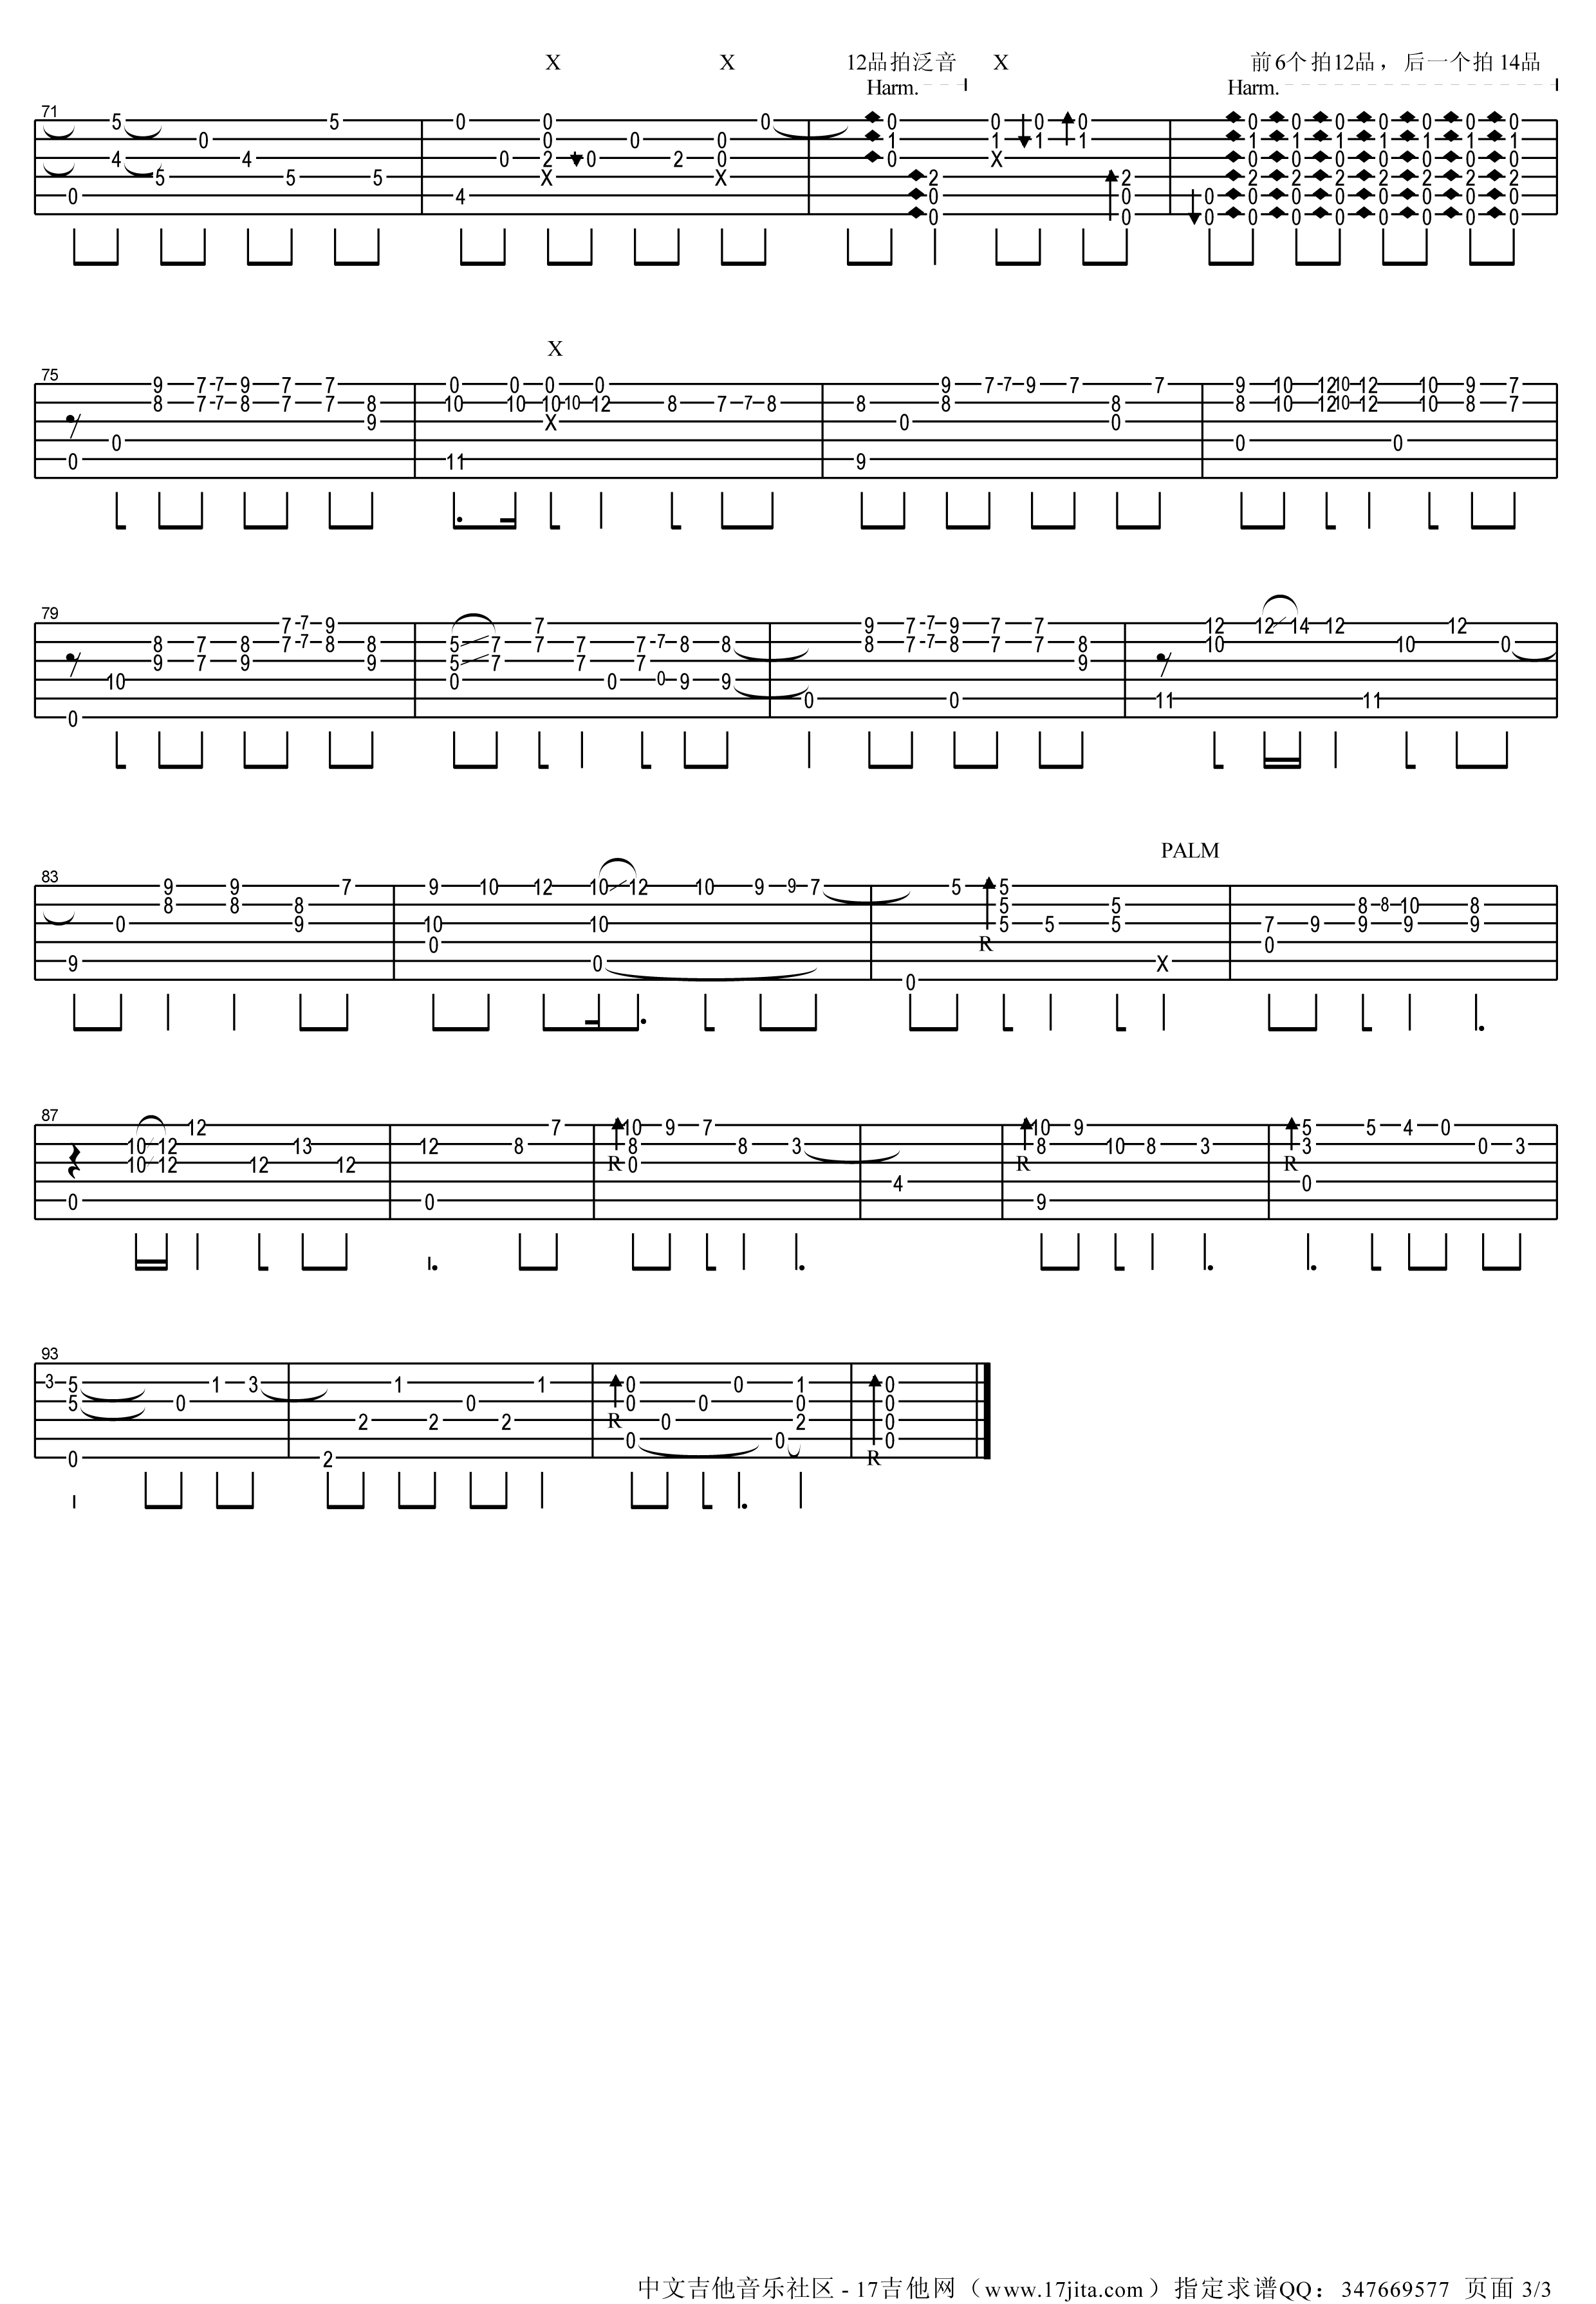 X X 12品拍泛音 X 前6个拍12品，后一个拍14品
Harm. Harm.
71
X
75
79
PALM
83
R
87
R R R
93
R R
中文吉他音乐社区 - 17吉他网（www.17jita.com）指定求谱QQ：347669577 页面 3/3